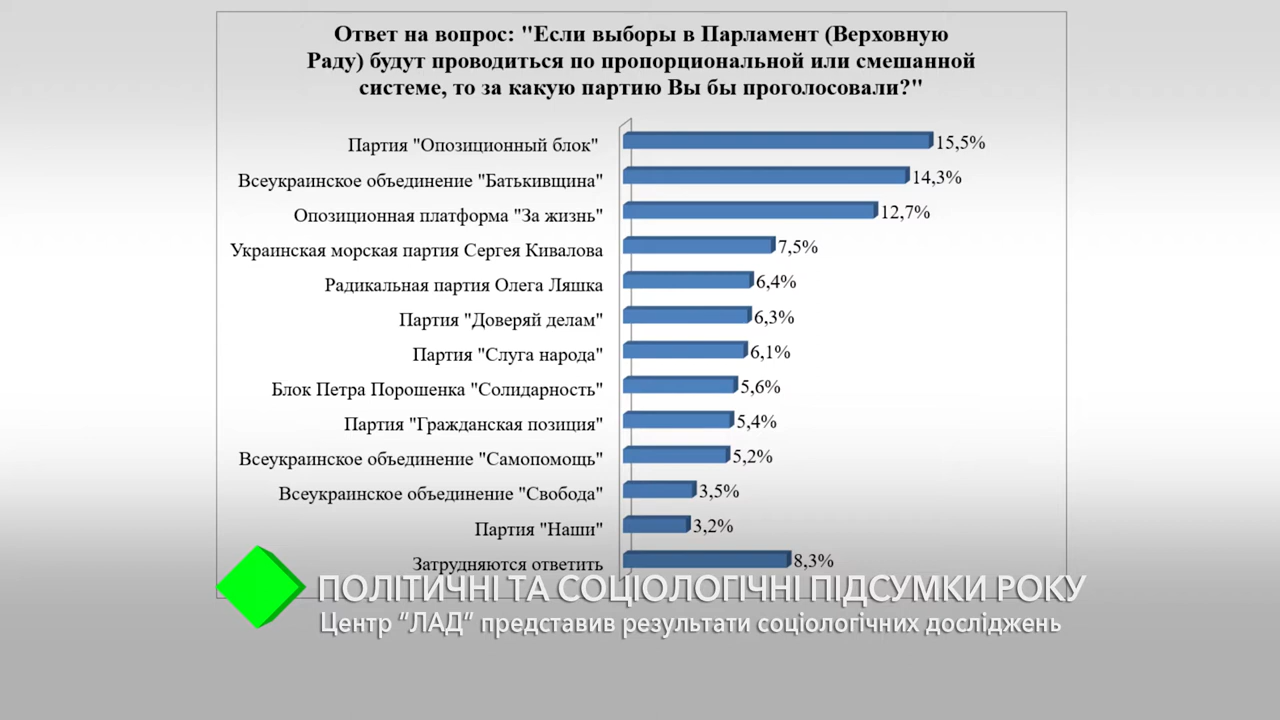 Ответ на вопрос: "Если выборы в Парламент (Верховную
Раду) будут проводиться по пропорциональной или смешанной
системе, то за какую партию Вы бы проголосовали?"
Партия "Опозиционный блок" 15,5%
Всеукраинское объединение "Батькивщина" 14,3%
Опозиционная платформа "За жизнь" 12,7%
Украинская морская партия Сергея Кивалова 7,5%
Радикальная партия Олега Ляшка 6,4%
Партия "Доверяй делам" 6,3%
Партия "Слуга народа" 6,1%
Блок Петра Порошенка "Солидарность" 5,6%
Партия "Гражданская позиция" 5,4%
Всеукраинское объединение "Самопомощь" 5,2%
Всеукраинское объединение "Свобода" 3,5%
Партия "Наши" 3,2%
Затрудняются ответить 8,3%
ПОЛІТИЧНІ ТА СОЦІОЛОГІЧНІ ПІДСУМКИ РОКУ
Центр “ЛАД” представив результати соціологічних досліджень